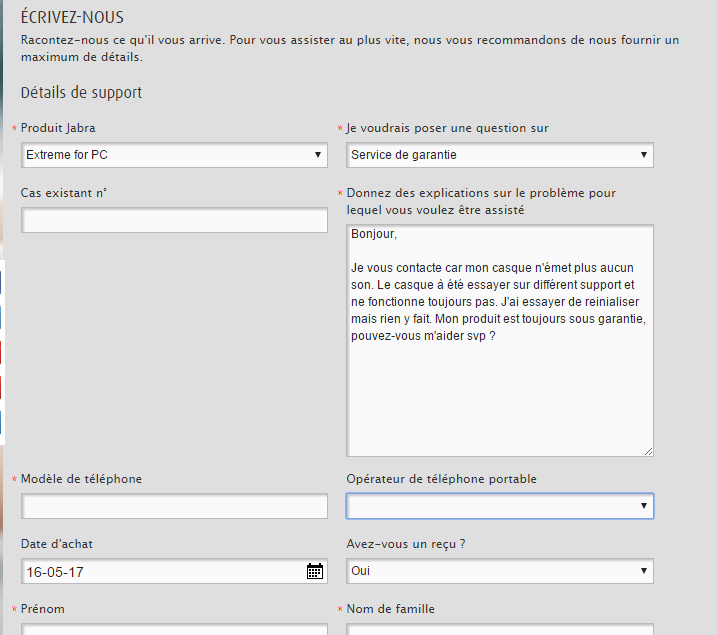 ÉCRIVEZ-NOUS
Racontez-nous ce qu'il vous arrive. Pour vous assister au plus vite, nous vous recommandons de nous fournir un
maximum de détails.
Détails de support
* Produit Jabra
Extreme for PC
* Je voudrais poser une question sur
Service de garantie
Cas existant n°
* Donnez des explications sur le problème pour
lequel vous voulez être assisté
Bonjour,
Je vous contacte car mon casque n'émet plus aucun
son. Le casque à été essayer sur différent support et
ne fonctionne toujours pas. J'ai essayer de reinialiser
mais rien y fait. Mon produit est toujours sous garantie,
pouvez-vous m'aider svp ?
* Modèle de téléphone
Opérateur de téléphone portable
Date d'achat
16-05-17
Avez-vous un reçu ?
Oui
* Prénom
* Nom de famille